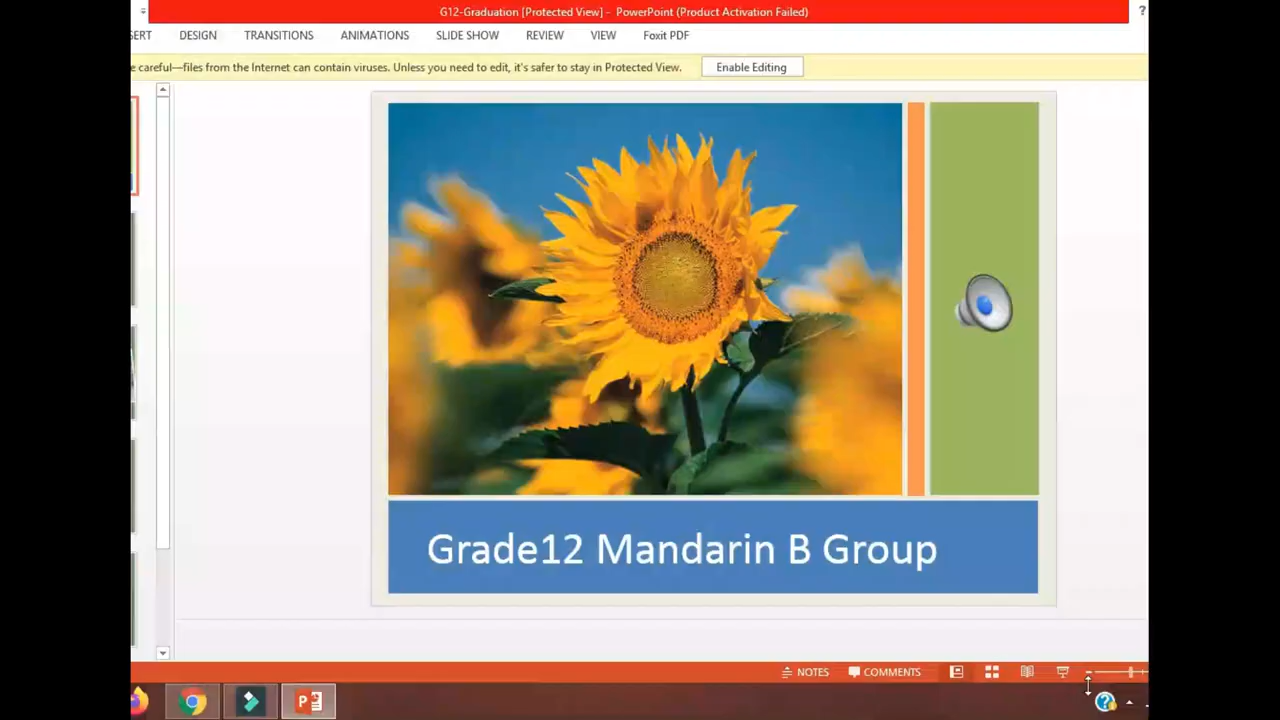 G12-Graduation [Protected View] - PowerPoint (Product Activation Failed)
?
ERT DESIGN TRANSITIONS ANIMATIONS SLIDE SHOW REVIEW VIEW Foxit PDF
e careful—files from the Internet can contain viruses. Unless you need to edit, it's safer to stay in Protected View. Enable Editing
Grade12 Mandarin B Group
NOTES COMMENTS